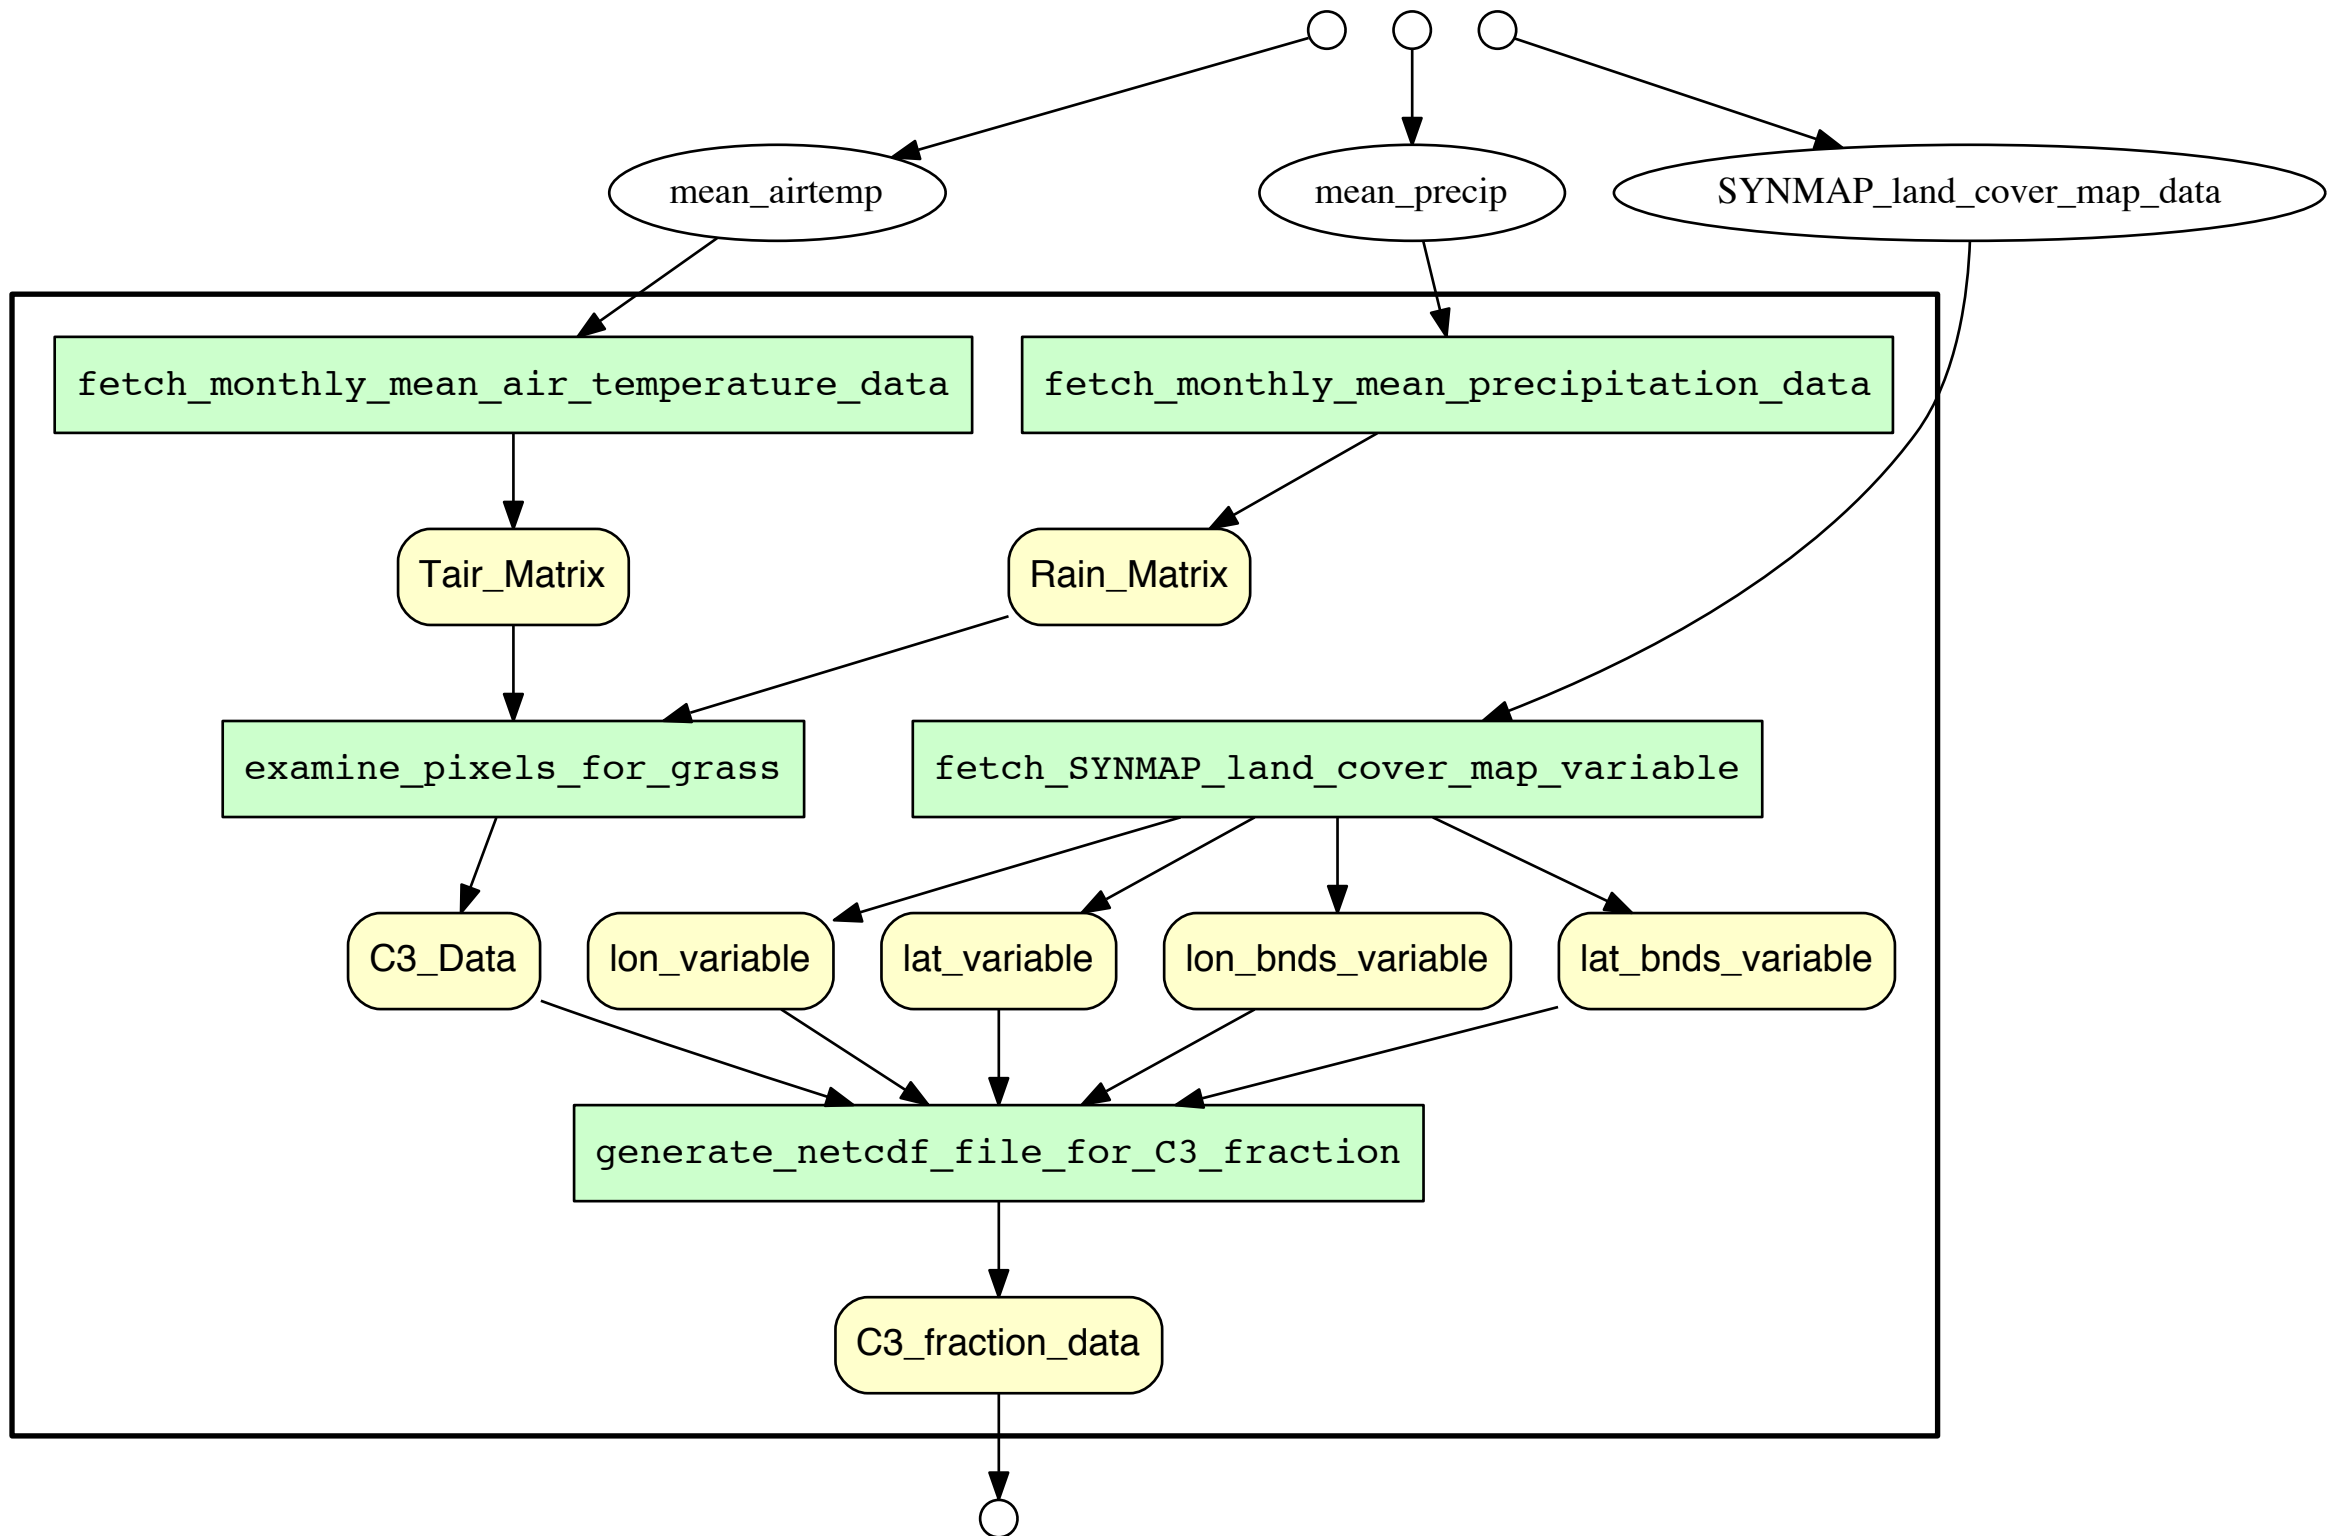 mean_airtemp
mean_precip
SYNMAP_land_cover_map_data
fetch_monthly_mean_air_temperature_data
fetch_monthly_mean_precipitation_data
Tair_Matrix
Rain_Matrix
examine_pixels_for_grass
fetch_SYNMAP_land_cover_map_variable
C3_Data
lon_variable
lat_variable
lon_bnds_variable
lat_bnds_variable
generate_netcdf_file_for_C3_fraction
C3_fraction_data